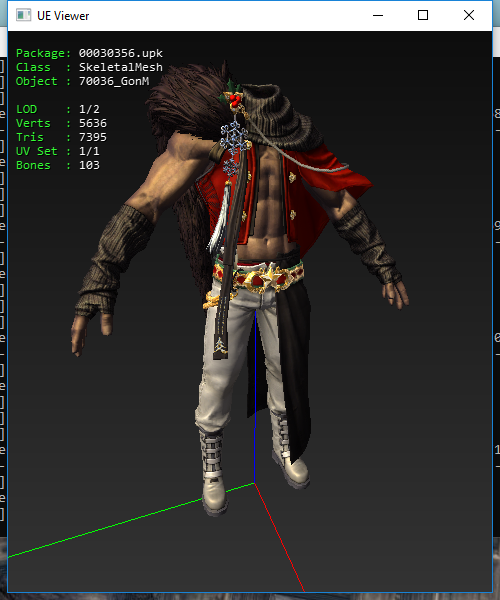 UE Viewer
Package: 00030356.upk
Class  : SkeletalMesh
Object : 70036_GonM
LOD    : 1/2
Verts  : 5636
Tris   : 7395
UV Set : 1/1
Bones  : 103